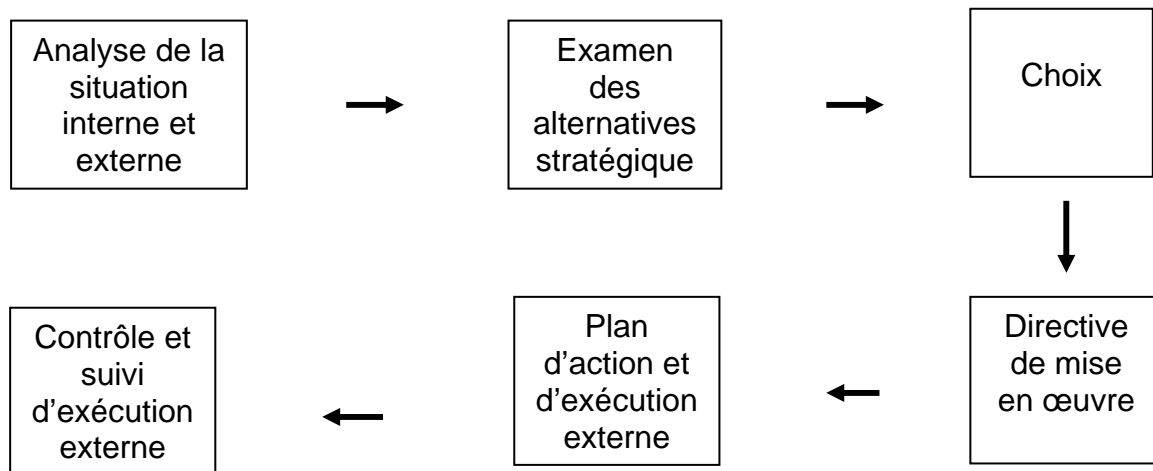 Analyse de la
situation
interne et
externe
Examen
des
alternatives
stratégique
Choix
Directive
de mise
en œuvre
Plan
d’action et
d’exécution
externe
Contrôle et
suivi
d’exécution
externe